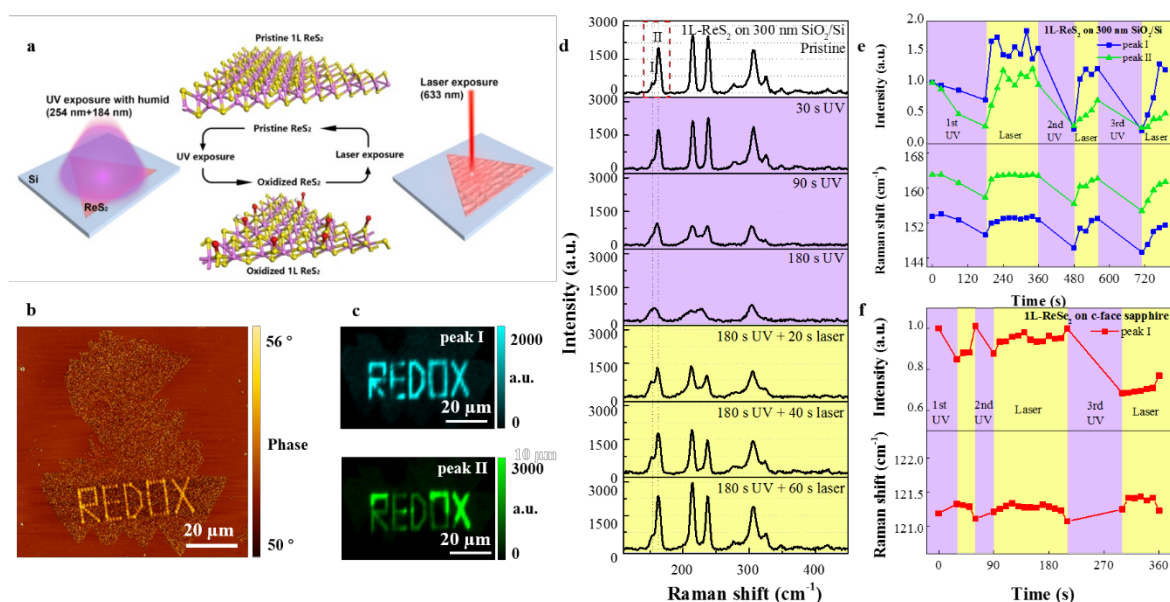 a
Pristine 1L ReS₂
UV exposure with humid
(254 nm+184 nm)
Laser exposure
(633 nm)
Pristine ReS₂
UV exposure
Laser exposure
Oxidized ReS₂
Si
ReS₂
Oxidized 1L ReS₂
b
REDOX
20 μm
56 °
Phase
50 °
c
peak I
REDOX
20 μm
2000
a.u.
0
10 μm
peak II
REDOX
20 μm
3000
a.u.
0
d
1L-ReS₂ on 300 nm SiO₂/Si
Pristine
I
II
30 s UV
90 s UV
180 s UV
180 s UV + 20 s laser
180 s UV + 40 s laser
180 s UV + 60 s laser
3000
1500
0
3000
1500
0
3000
1500
0
3000
1500
0
3000
1500
0
3000
1500
0
3000
1500
0
Intensity (a.u.)
200 300 400
Raman shift (cm⁻¹)
e
1L-ReS₂ on 300 nm SiO₂/Si
peak I
peak II
2.0
1.5
1.0
0.5
0.0
Intensity (a.u.)
1st
UV
Laser
2nd
UV
Laser
3rd
UV
Laser
168
160
152
144
Raman shift (cm⁻¹)
0 120 240 360 480 600 720
Time (s)
f
1L-ReSe₂ on c-face sapphire
peak I
1.0
0.8
0.6
Intensity (a.u.)
1st
UV
2nd
UV
Laser
3rd
UV
Laser
122.0
121.5
121.0
Raman shift (cm⁻¹)
0 90 180 270 360
Time (s)